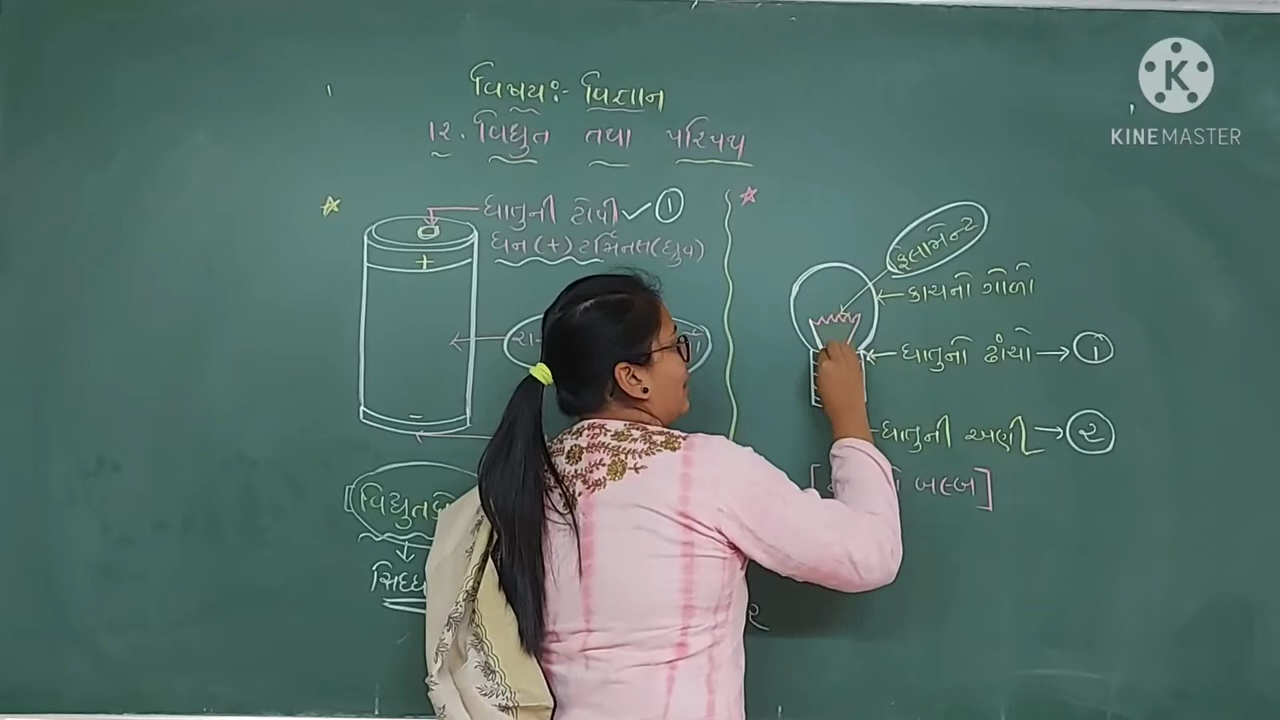 વિષય:- વિજ્ઞાન
૧૨. વિદ્યુત તથા પરિપથ
ધાતુની ટોપી ✓ ①
ધન (+) ટર્મિનલ (ધ્રુવ)
+
-
ફિલામેન્ટ
કાચનો ગોળો
ધાતુનો ઢાંચો → ①
ધાતુની અણી → ②
બલ્બ]
K
KINEMASTER